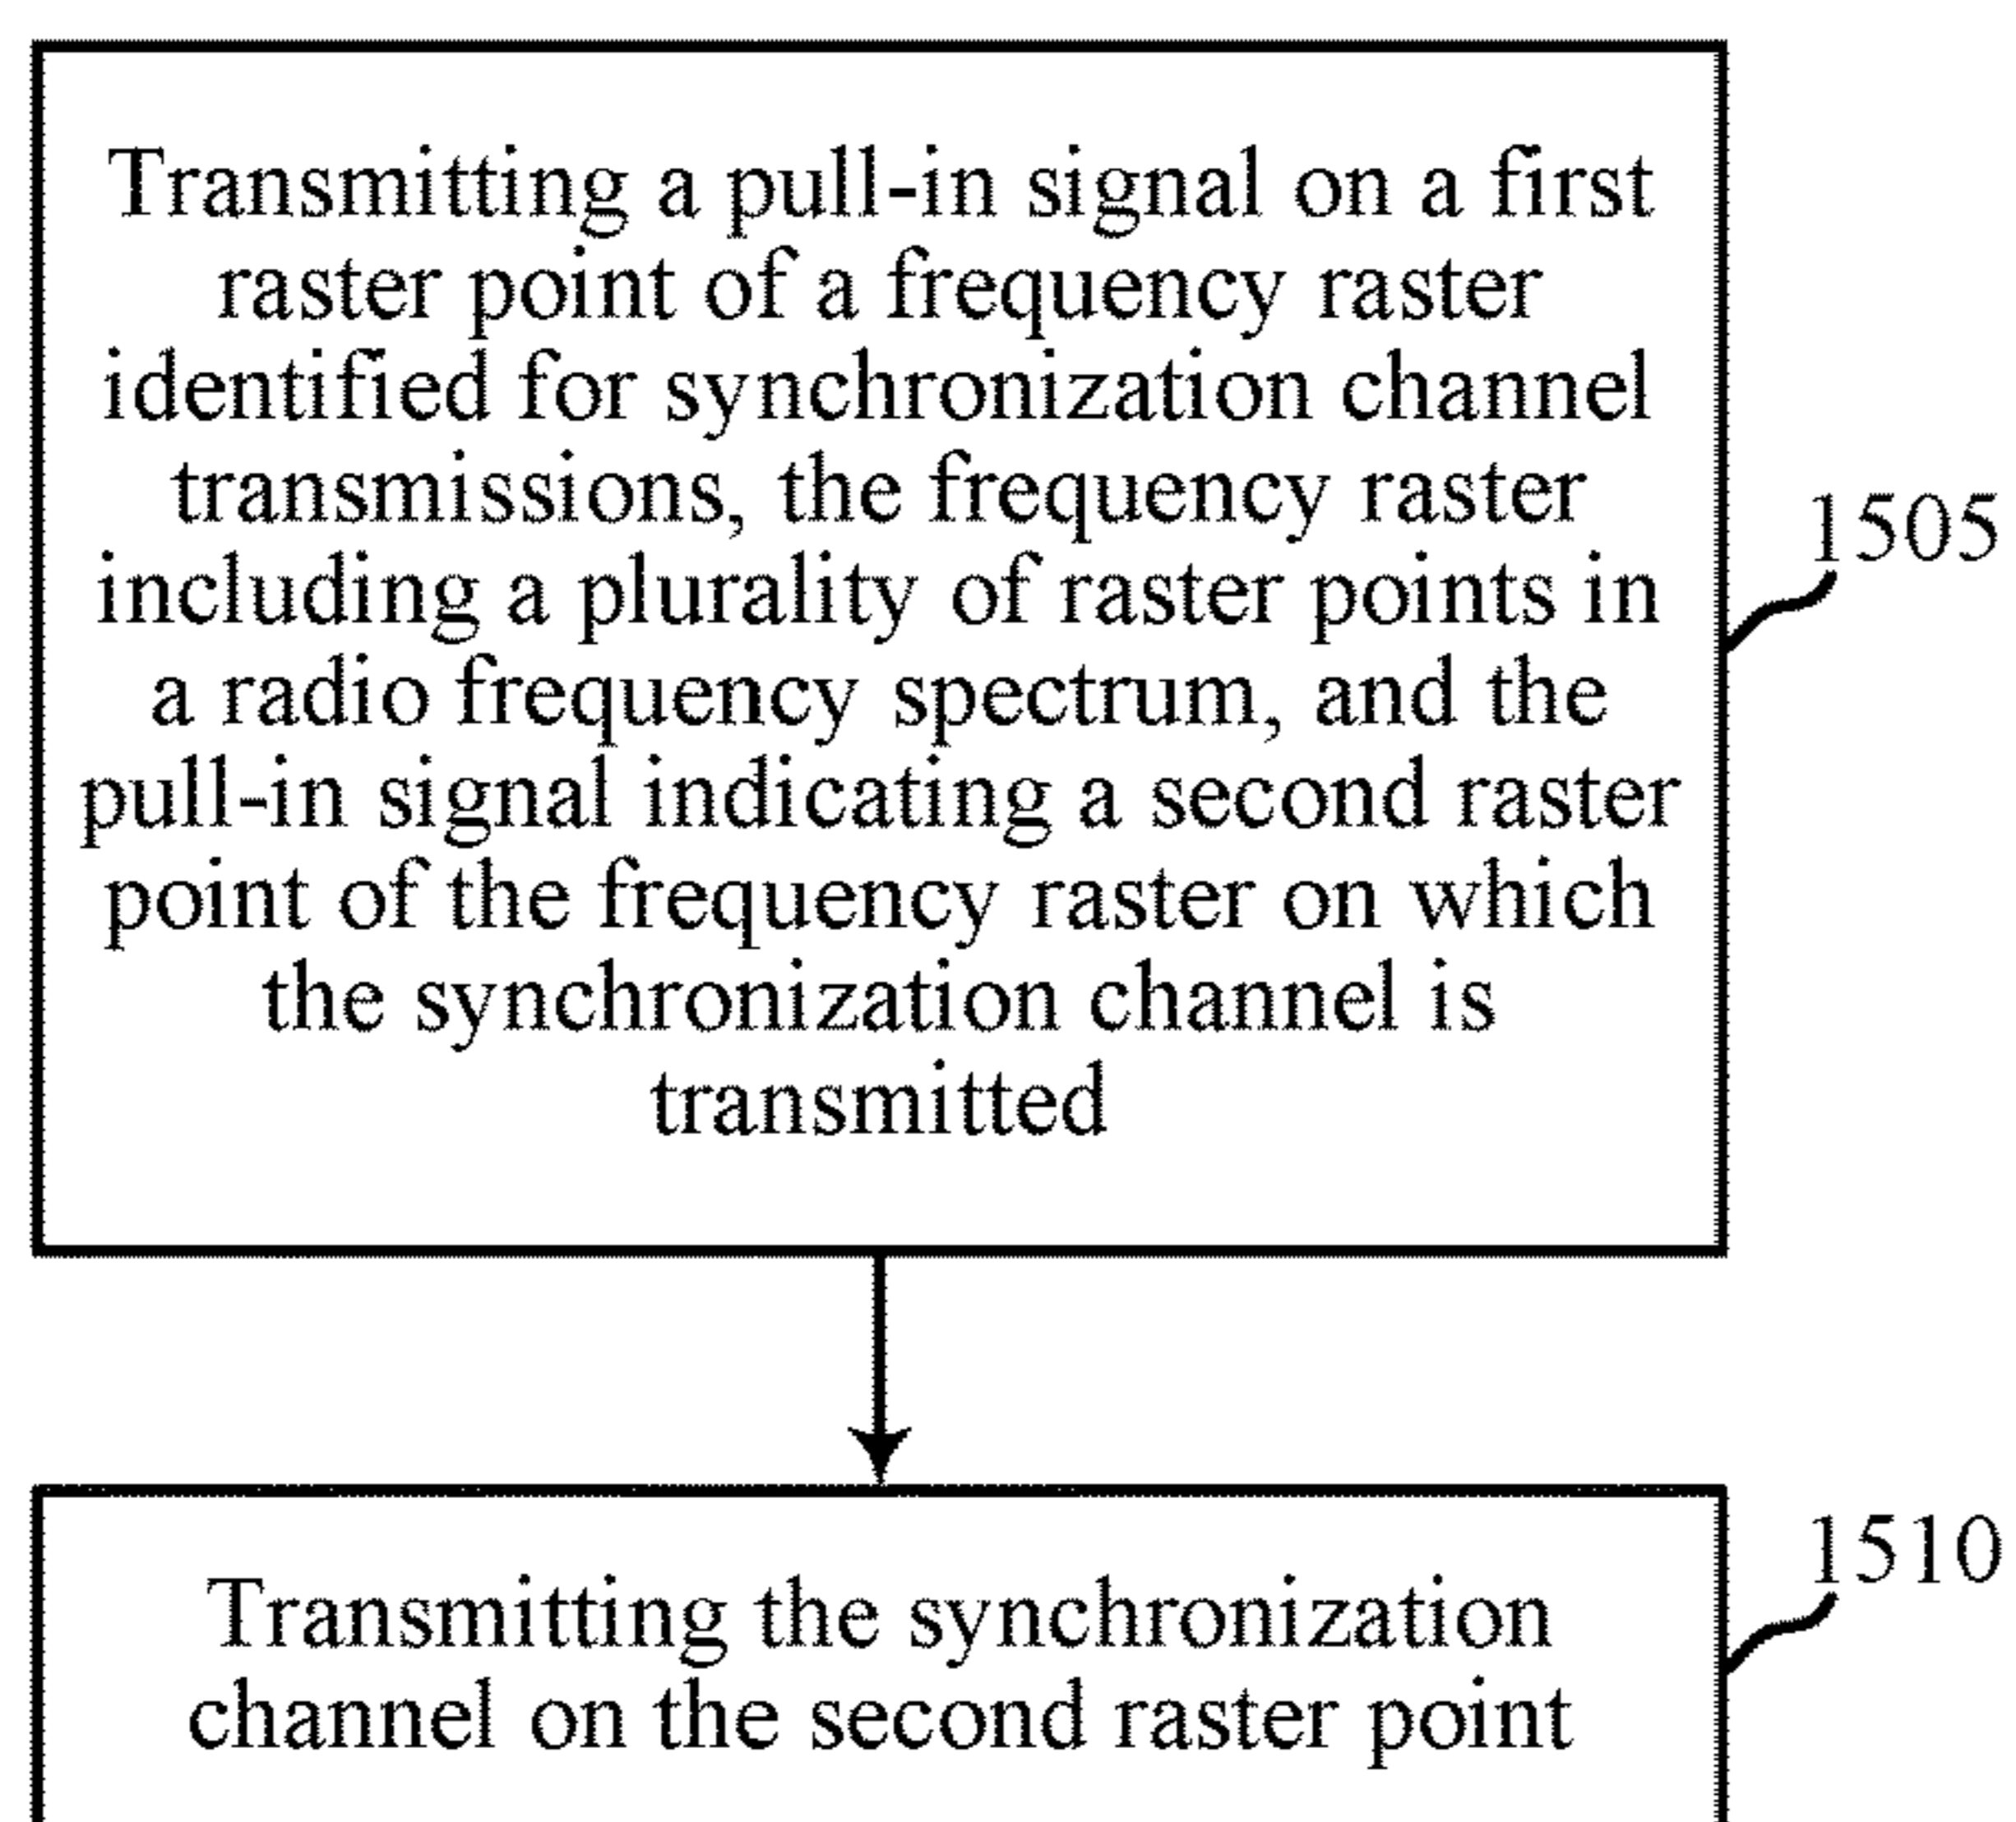 Transmitting a pull-in signal on a first
raster point of a frequency raster
identified for synchronization channel
transmissions, the frequency raster
including a plurality of raster points in
a radio frequency spectrum, and the
pull-in signal indicating a second raster
point of the frequency raster on which
the synchronization channel is
transmitted
1505
Transmitting the synchronization
channel on the second raster point
1510